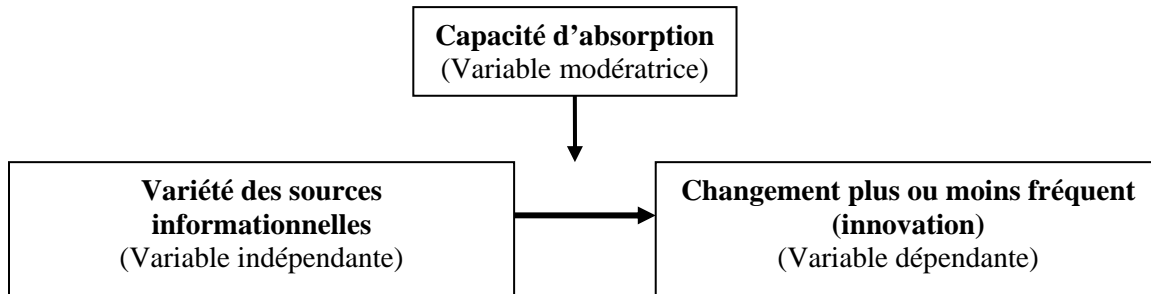 Capacité d’absorption
(Variable modératrice)
Variété des sources
informationnelles
(Variable indépendante)
Changement plus ou moins fréquent
(innovation)
(Variable dépendante)